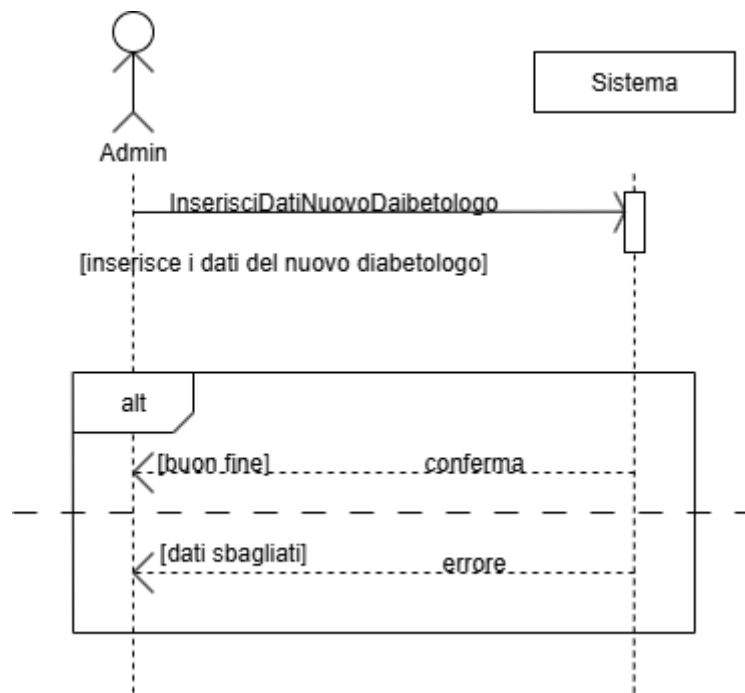 Sistema
Admin
InserisciDatiNuovoDaibetologo
[inserisce i dati del nuovo diabetologo]
alt
[buon fine] conferma
[dati sbagliati] errore